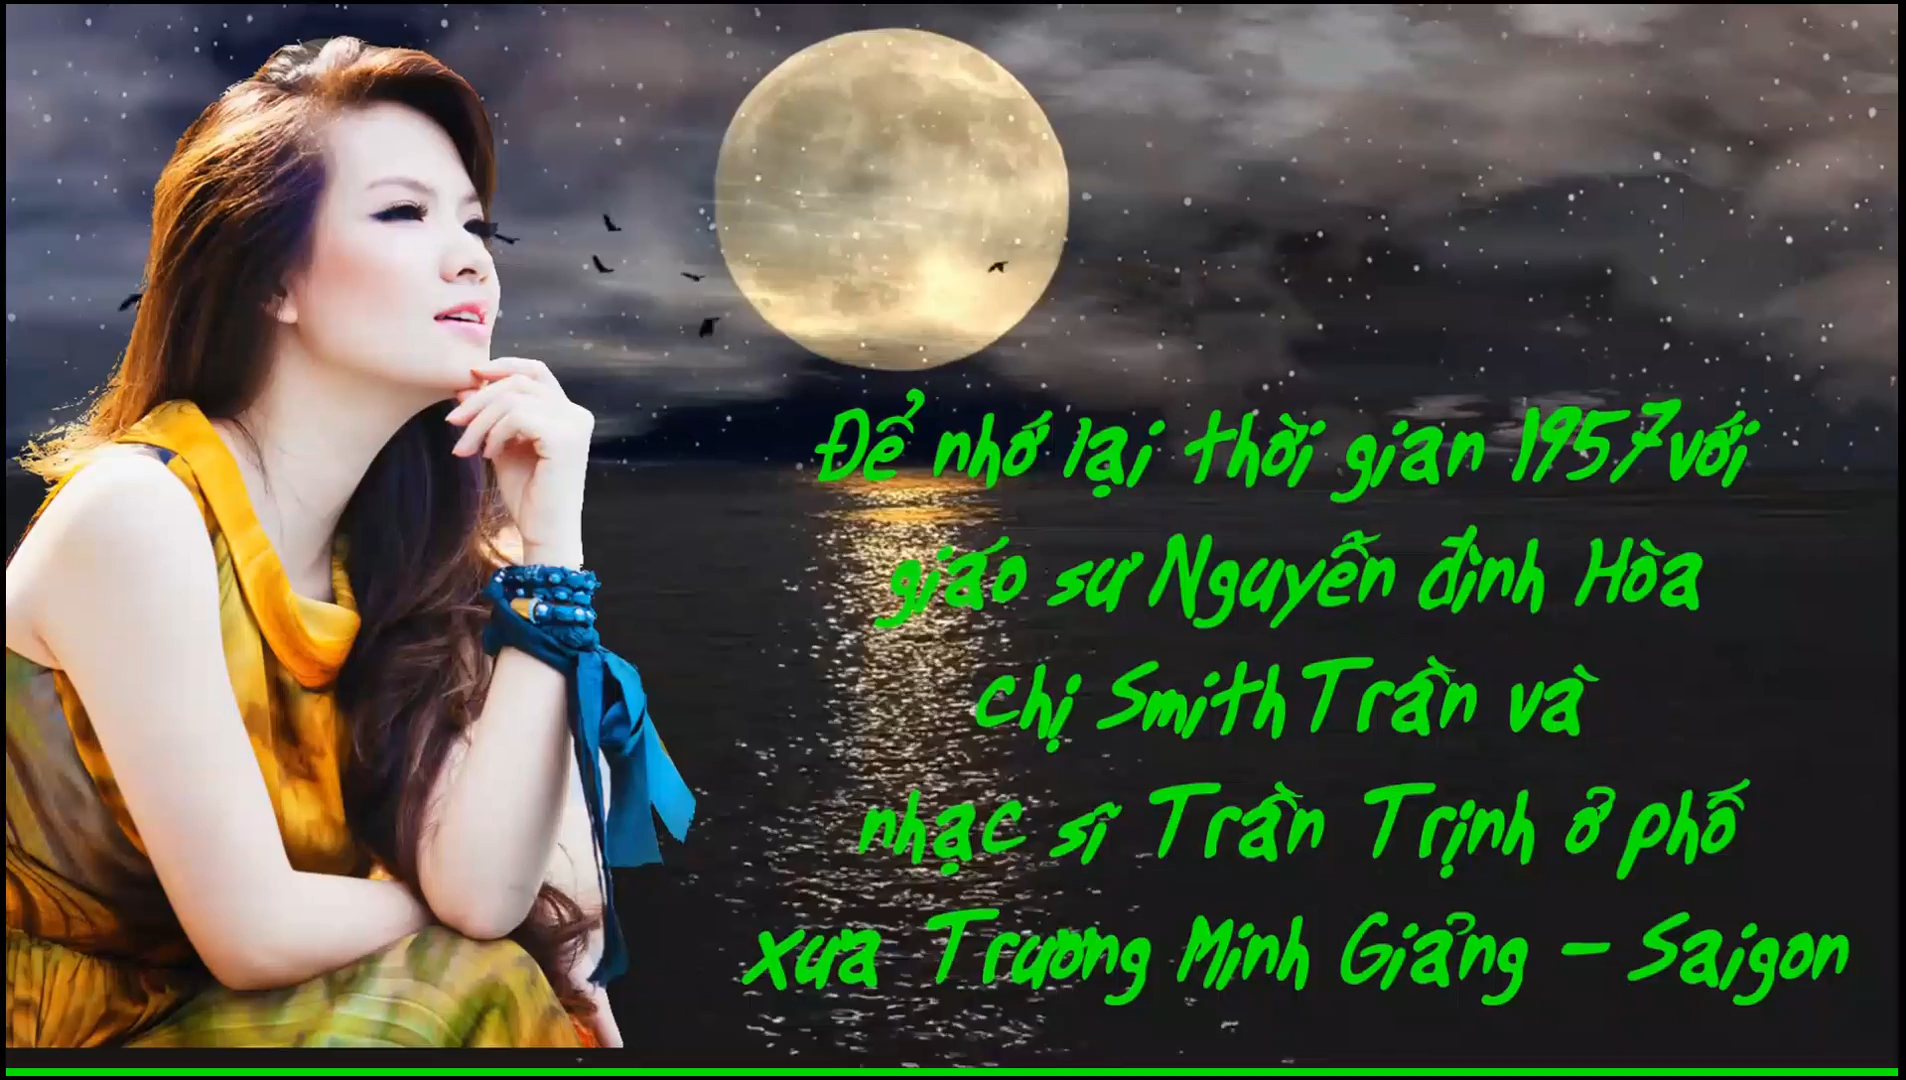 Để nhớ lại thời gian 1957 với
giáo sư Nguyễn định Hòa
chị Smith Trần và
nhạc sĩ Trần Trịnh ở phố
xưa Trương Minh Giảng - Saigon